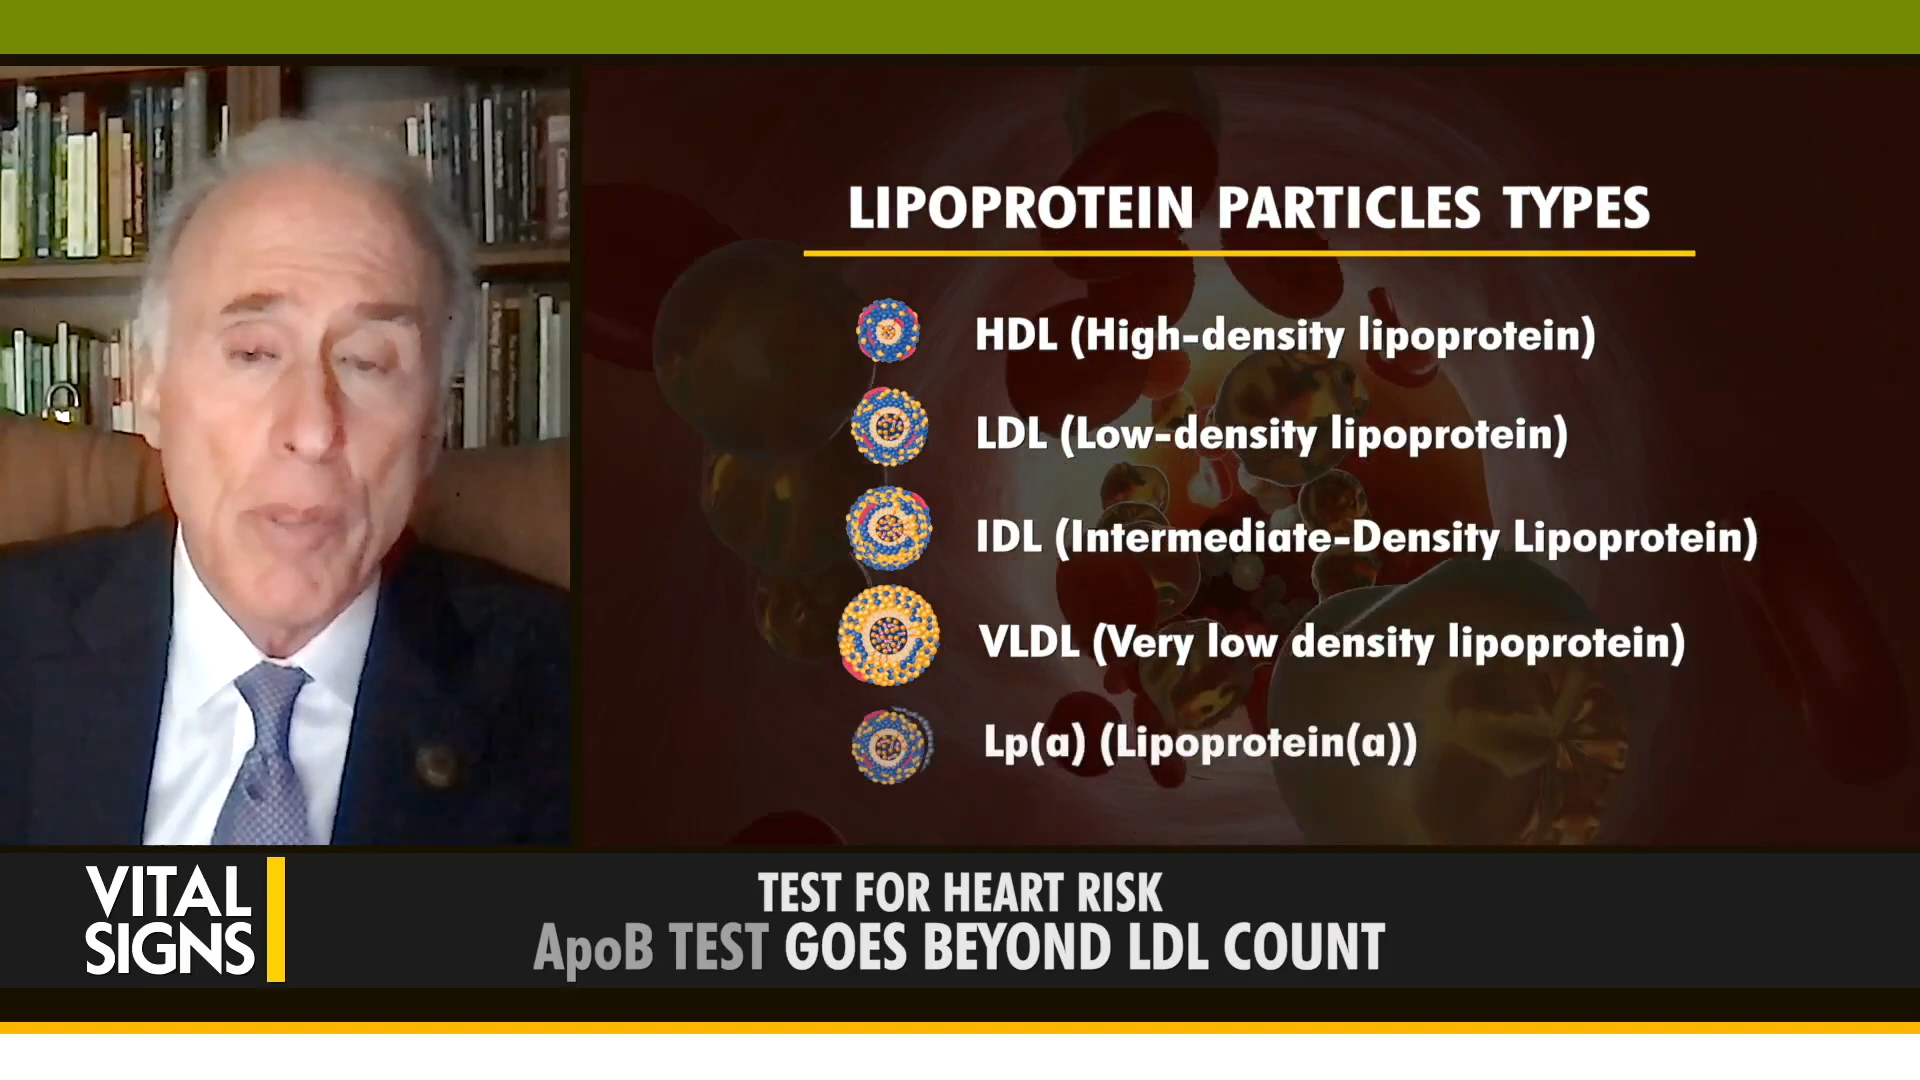 LIPOPROTEIN PARTICLES TYPES
HDL (High-density lipoprotein)
LDL (Low-density lipoprotein)
IDL (Intermediate-Density Lipoprotein)
VLDL (Very low density lipoprotein)
Lp(a) (Lipoprotein(a))
VITAL
SIGNS
TEST FOR HEART RISK
ApoB TEST GOES BEYOND LDL COUNT